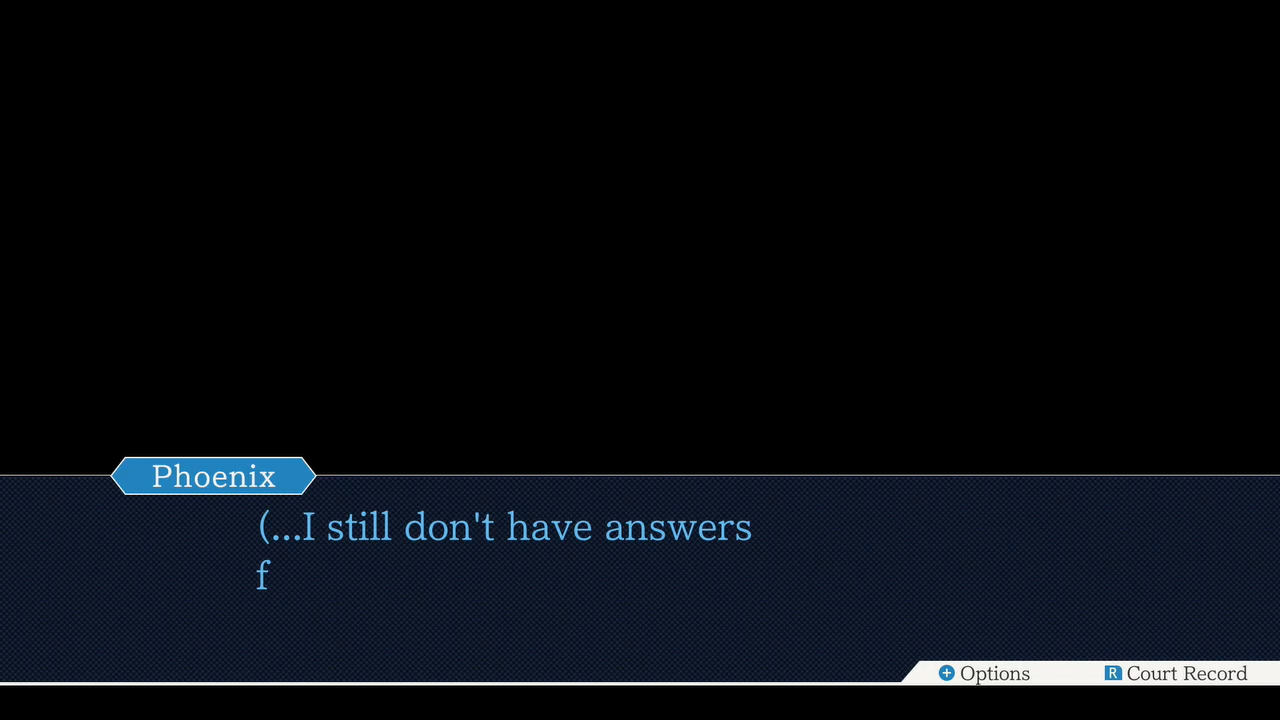 Phoenix
(...I still don't have answers
f
Options
R Court Record